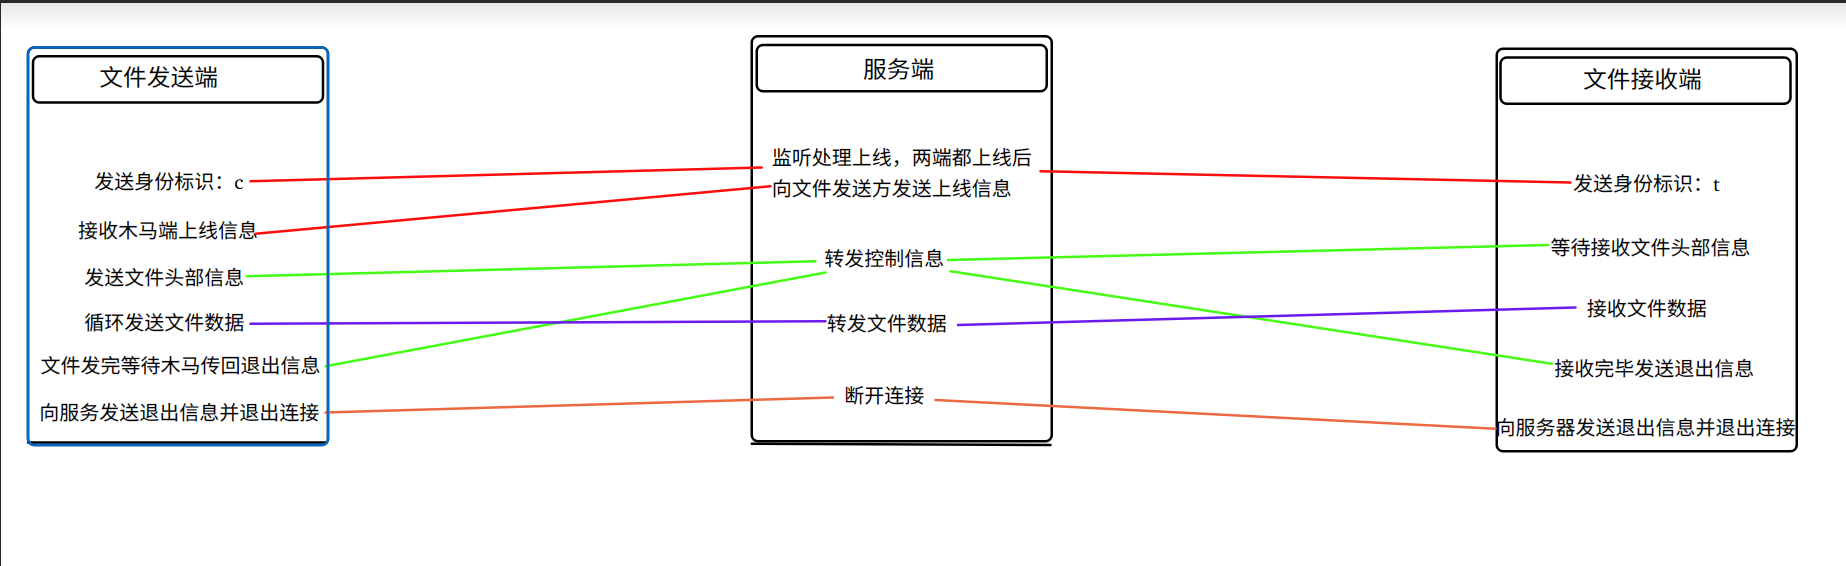 文件发送端
发送身份标识：c
接收木马端上线信息
发送文件头部信息
循环发送文件数据
文件发完等待木马传回退出信息
向服务发送退出信息并退出连接
服务端
监听处理上线，两端都上线后
向文件发送方发送上线信息
转发控制信息
转发文件数据
断开连接
文件接收端
发送身份标识：t
等待接收文件头部信息
接收文件数据
接收完毕发送退出信息
向服务器发送退出信息并退出连接